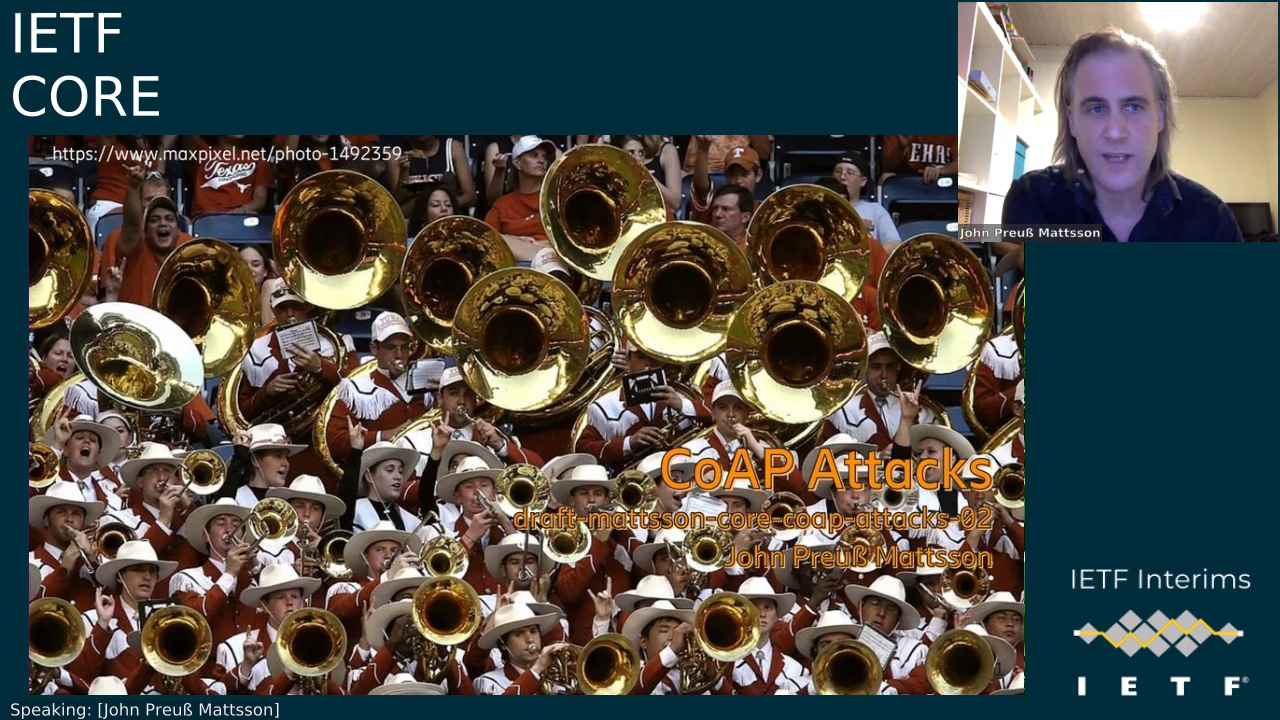 IETF
CORE
https://www.maxpixel.net/photo-1492359
Texas
John Preuß Mattsson
CoAP Attacks
draft-mattsson-core-coap-attacks-02
John Preuß Mattsson
IETF Interims
I E T F®
Speaking: [John Preuß Mattsson]